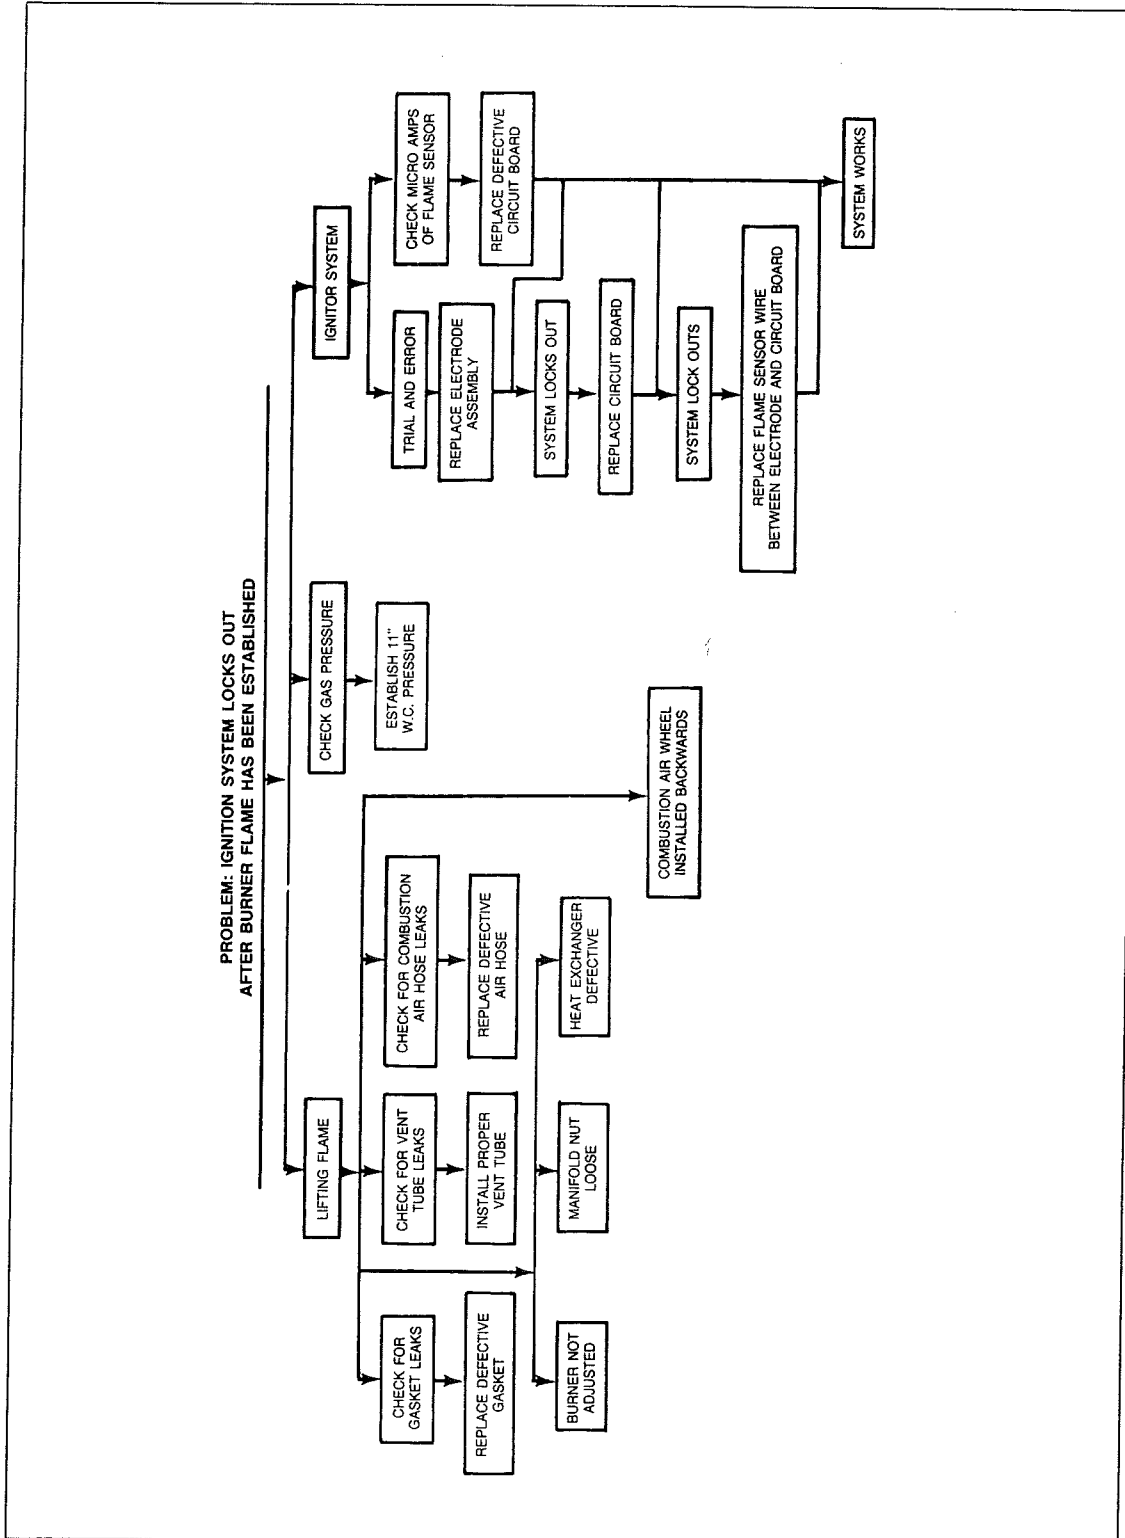 PROBLEM: IGNITION SYSTEM LOCKS OUT
AFTER BURNER FLAME HAS BEEN ESTABLISHED
LIFTING FLAME
CHECK GAS PRESSURE
IGNITOR SYSTEM
CHECK FOR
GASKET LEAKS
CHECK FOR VENT
TUBE LEAKS
CHECK FOR COMBUSTION
AIR HOSE LEAKS
ESTABLISH 11"
W.C. PRESSURE
TRIAL AND ERROR
CHECK MICRO AMPS
OF FLAME SENSOR
REPLACE DEFECTIVE
GASKET
INSTALL PROPER
VENT TUBE
REPLACE DEFECTIVE
AIR HOSE
REPLACE ELECTRODE
ASSEMBLY
REPLACE DEFECTIVE
CIRCUIT BOARD
BURNER NOT
ADJUSTED
MANIFOLD NUT
LOOSE
HEAT EXCHANGER
DEFECTIVE
SYSTEM LOCKS OUT
COMBUSTION AIR WHEEL
INSTALLED BACKWARDS
REPLACE CIRCUIT BOARD
SYSTEM LOCK OUTS
REPLACE FLAME SENSOR WIRE
BETWEEN ELECTRODE AND CIRCUIT BOARD
SYSTEM WORKS